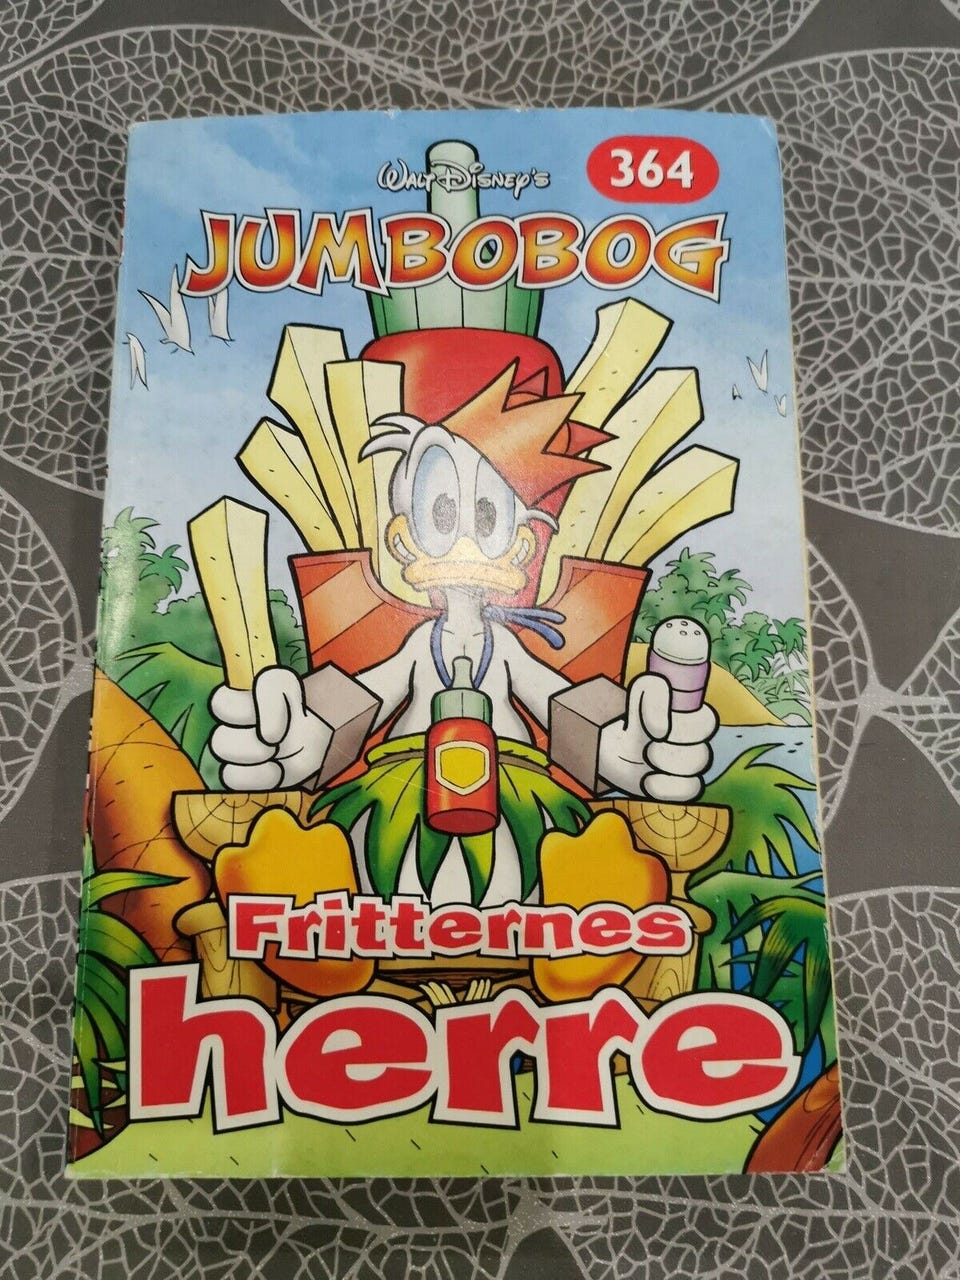 Walt Disney's
364
JUMBOBOG
Fritternes
herre